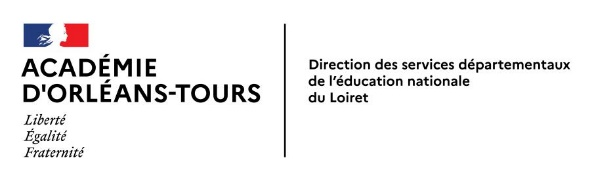 ACADÉMIE
D'ORLÉANS-TOURS
Liberté
Égalité
Fraternité
Direction des services départementaux
de l'éducation nationale
du Loiret